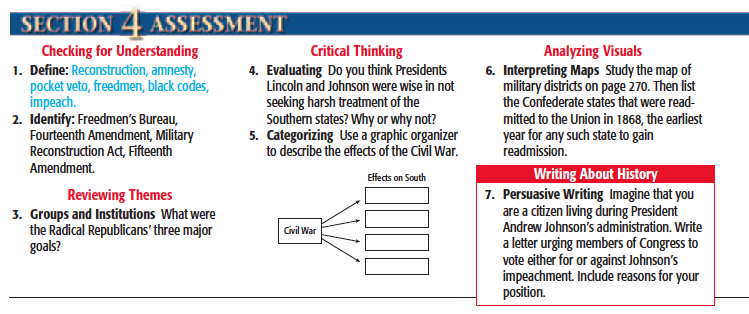 SECTION 4 ASSESSMENT
Checking for Understanding
1. Define: Reconstruction, amnesty,
pocket veto, freedmen, black codes,
impeach.
2. Identify: Freedmen's Bureau,
Fourteenth Amendment, Military
Reconstruction Act, Fifteenth
Amendment.
Reviewing Themes
3. Groups and Institutions What were
the Radical Republicans' three major
goals?
Critical Thinking
4. Evaluating Do you think Presidents
Lincoln and Johnson were wise in not
seeking harsh treatment of the
Southern states? Why or why not?
5. Categorizing Use a graphic organizer
to describe the effects of the Civil War.
Effects on South
Civil War
Analyzing Visuals
6. Interpreting Maps Study the map of
military districts on page 270. Then list
the Confederate states that were read-
mitted to the Union in 1868, the earliest
year for any such state to gain
readmission.
Writing About History
7. Persuasive Writing Imagine that you
are a citizen living during President
Andrew Johnson's administration. Write
a letter urging members of Congress to
vote either for or against Johnson's
impeachment. Include reasons for your
position.